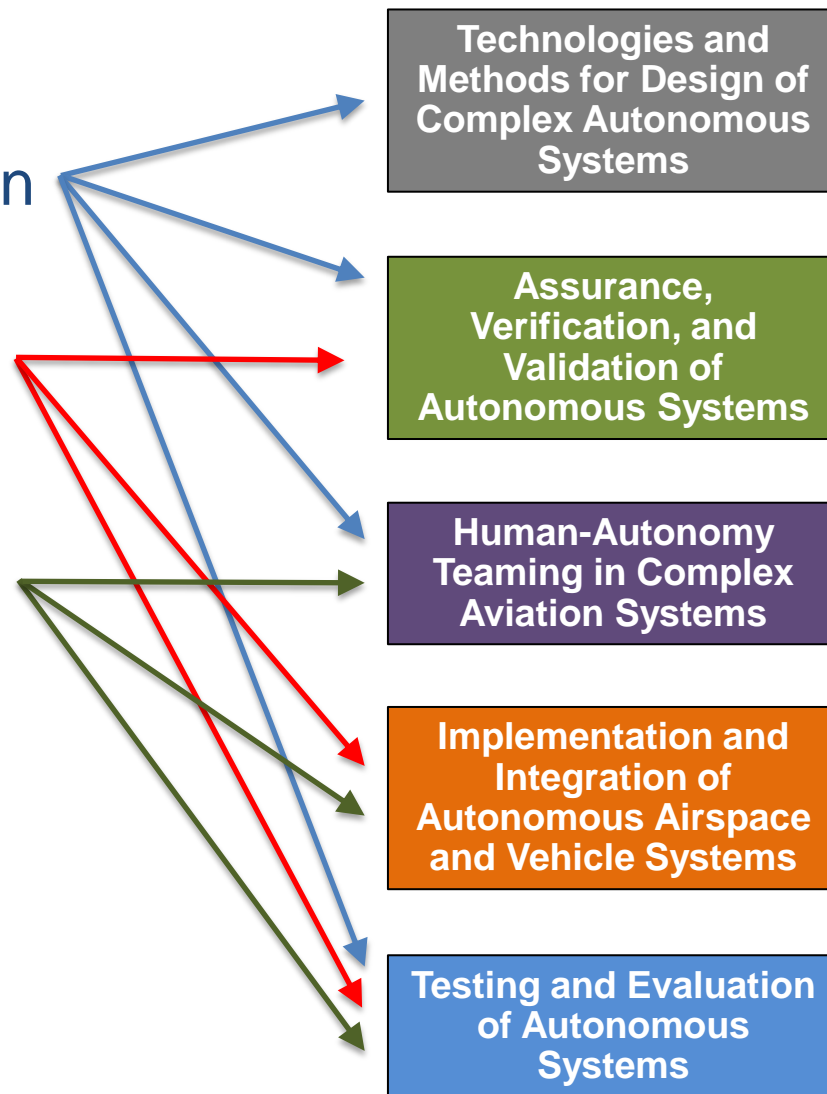 Technologies and
Methods for Design of
Complex Autonomous
Systems
n
Assurance,
Verification, and
Validation of
Autonomous Systems
Human-Autonomy
Teaming in Complex
Aviation Systems
Implementation and
Integration of
Autonomous Airspace
and Vehicle Systems
Testing and Evaluation
of Autonomous
Systems